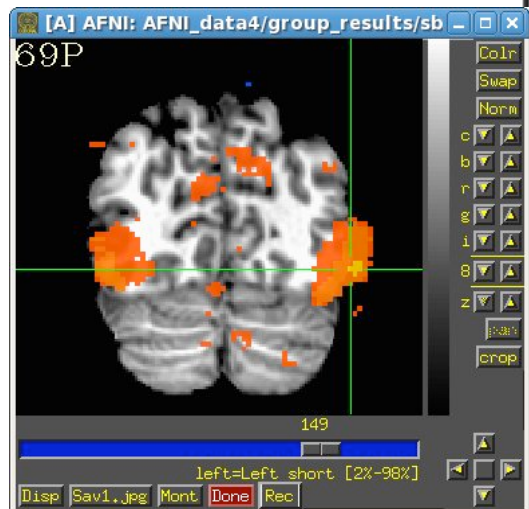 [A] AFNI: AFNI_data4/group_results/sb
69P
Colr
Swap
Norm
c
b
r
g
i
8
z
pan
crop
149
left=Left short [2%-98%]
Disp Sav1.jpg Mont Done Rec